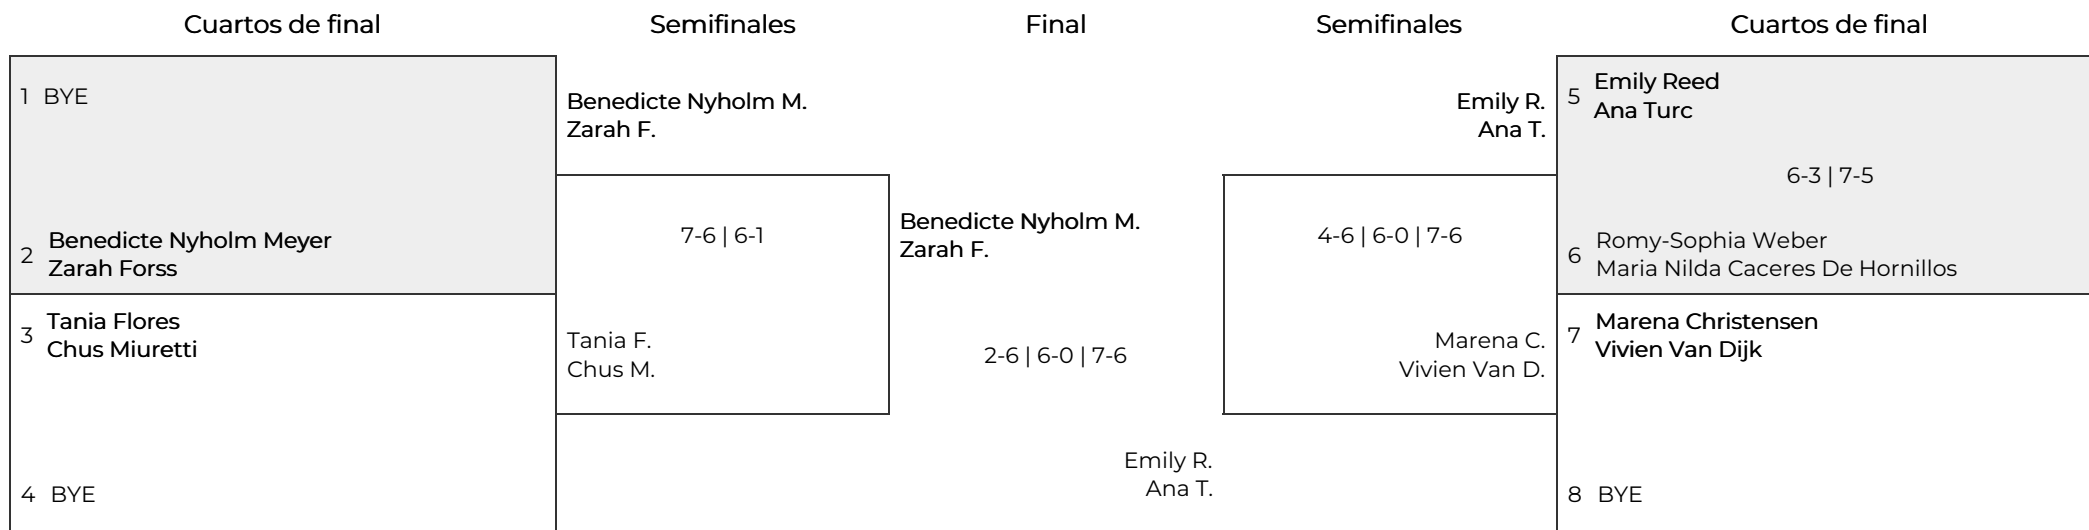 Cuartos de final
Semifinales
Final
Semifinales
Cuartos de final
1 BYE
2 Benedicte Nyholm Meyer
Zarah Forss
3 Tania Flores
Chus Miuretti
4 BYE
Benedicte Nyholm M.
Zarah F.
7-6 | 6-1
Tania F.
Chus M.
Benedicte Nyholm M.
Zarah F.
2-6 | 6-0 | 7-6
Emily R.
Ana T.
Emily R.
Ana T.
4-6 | 6-0 | 7-6
Marena C.
Vivien Van D.
5 Emily Reed
Ana Turc
6-3 | 7-5
6 Romy-Sophia Weber
Maria Nilda Caceres De Hornillos
7 Marena Christensen
Vivien Van Dijk
8 BYE